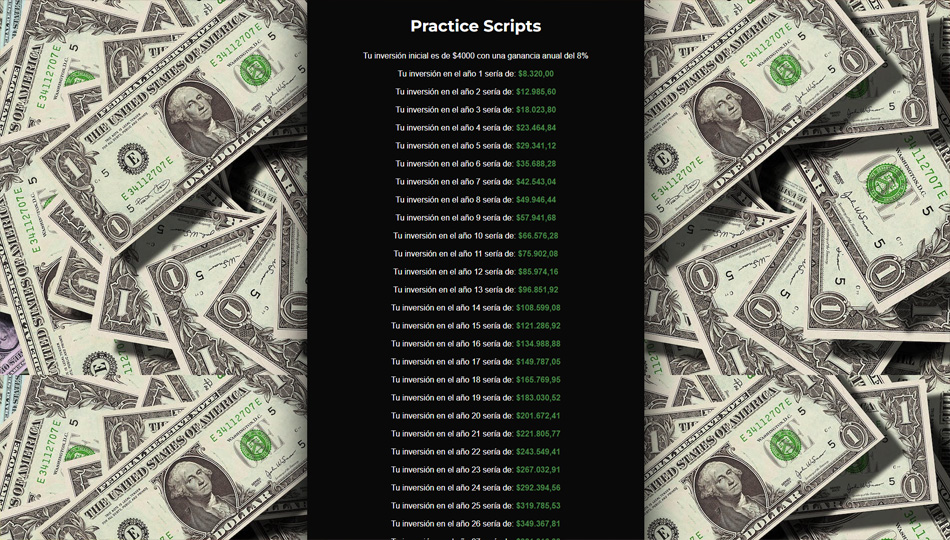 Practice Scripts
Tu inversión inicial es de $4000 con una ganancia anual del 8%
Tu inversión en el año 1 sería de: $8.320,00
Tu inversión en el año 2 sería de: $12.985,60
Tu inversión en el año 3 sería de: $18.023,80
Tu inversión en el año 4 sería de: $23.464,84
Tu inversión en el año 5 sería de: $29.341,12
Tu inversión en el año 6 sería de: $35.688,28
Tu inversión en el año 7 sería de: $42.543,04
Tu inversión en el año 8 sería de: $49.946,44
Tu inversión en el año 9 sería de: $57.941,68
Tu inversión en el año 10 sería de: $66.576,28
Tu inversión en el año 11 sería de: $75.902,08
Tu inversión en el año 12 sería de: $85.974,16
Tu inversión en el año 13 sería de: $96.851,92
Tu inversión en el año 14 sería de: $108.599,08
Tu inversión en el año 15 sería de: $121.286,92
Tu inversión en el año 16 sería de: $134.988,88
Tu inversión en el año 17 sería de: $149.787,05
Tu inversión en el año 18 sería de: $165.769,95
Tu inversión en el año 19 sería de: $183.030,52
Tu inversión en el año 20 sería de: $201.672,41
Tu inversión en el año 21 sería de: $221.805,77
Tu inversión en el año 22 sería de: $243.549,41
Tu inversión en el año 23 sería de: $267.032,91
Tu inversión en el año 24 sería de: $292.394,56
Tu inversión en el año 25 sería de: $319.785,53
Tu inversión en el año 26 sería de: $349.367,81
THE UNITED STATES OF AMERICA
E 34112707 E
WASHINGTON, D.C.
ONE DOLLAR